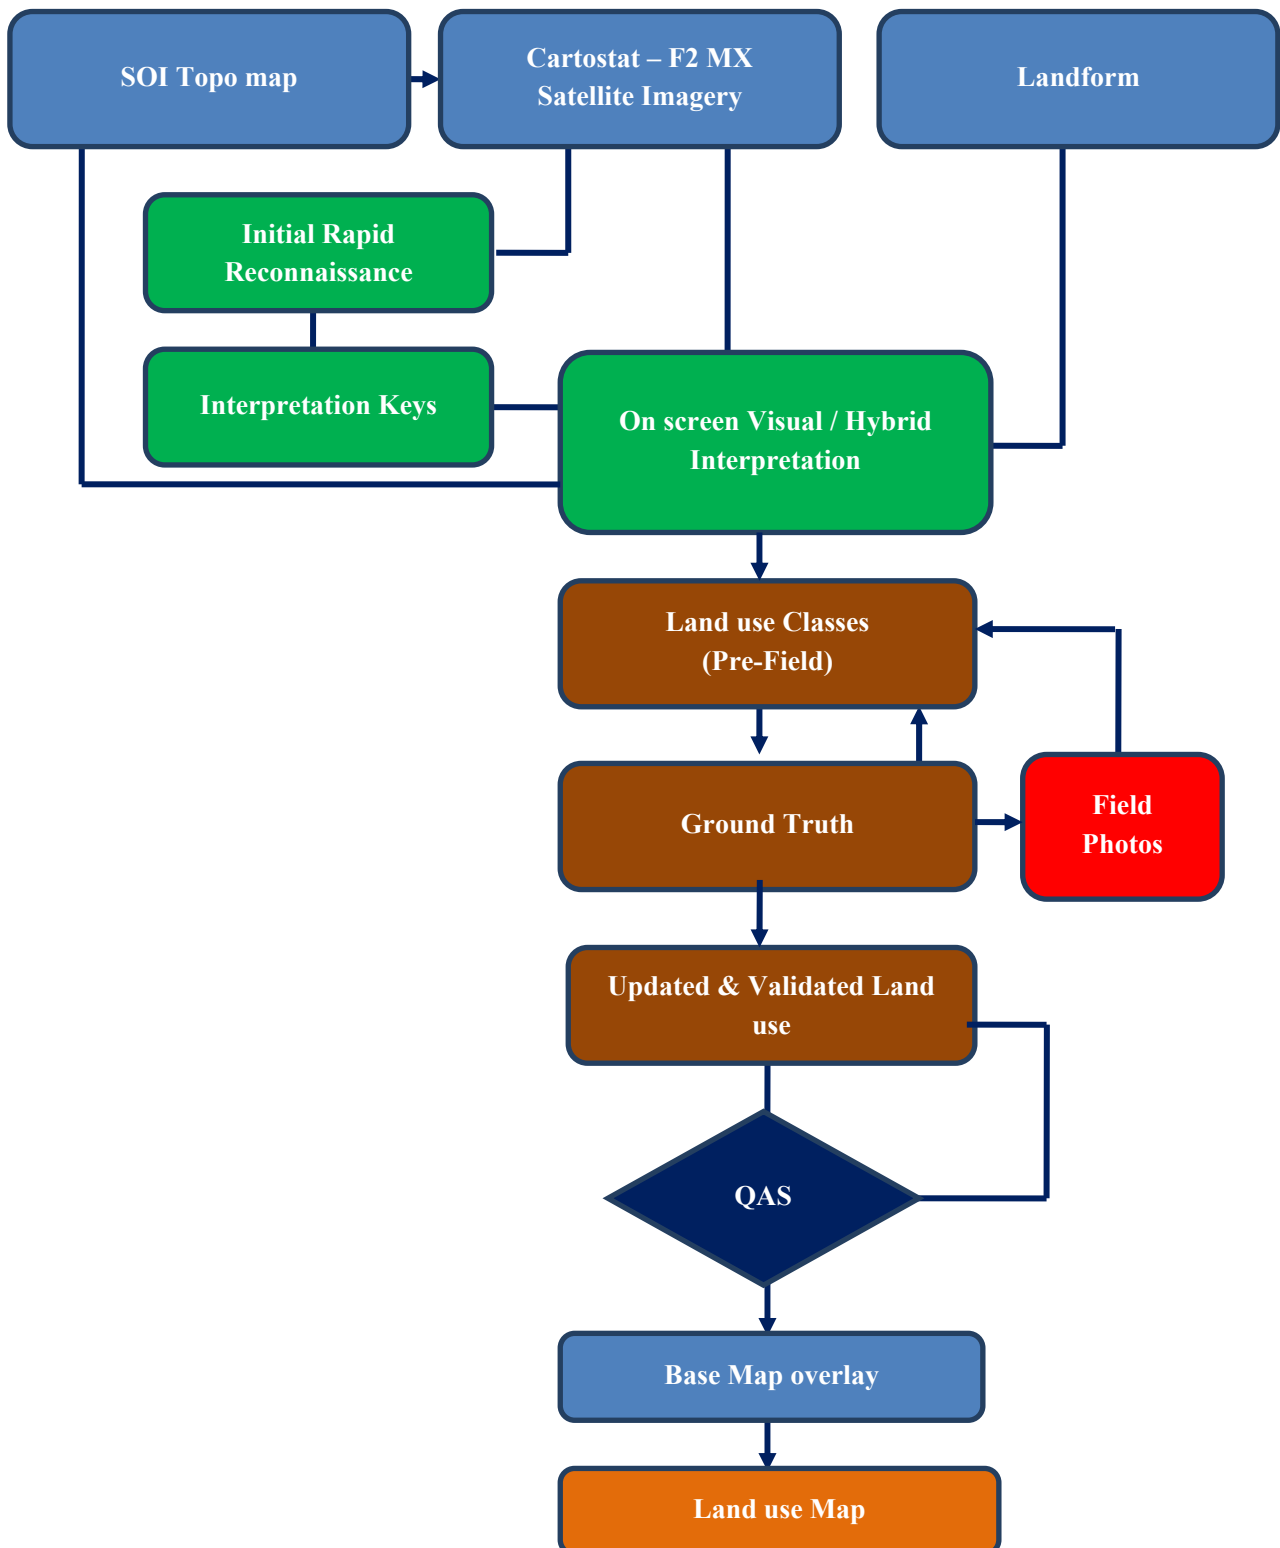 SOI Topo map
Cartostat – F2 MX
Satellite Imagery
Landform
Initial Rapid
Reconnaissance
Interpretation Keys
On screen Visual / Hybrid
Interpretation
Land use Classes
(Pre-Field)
Ground Truth
Field
Photos
Updated & Validated Land
use
QAS
Base Map overlay
Land use Map